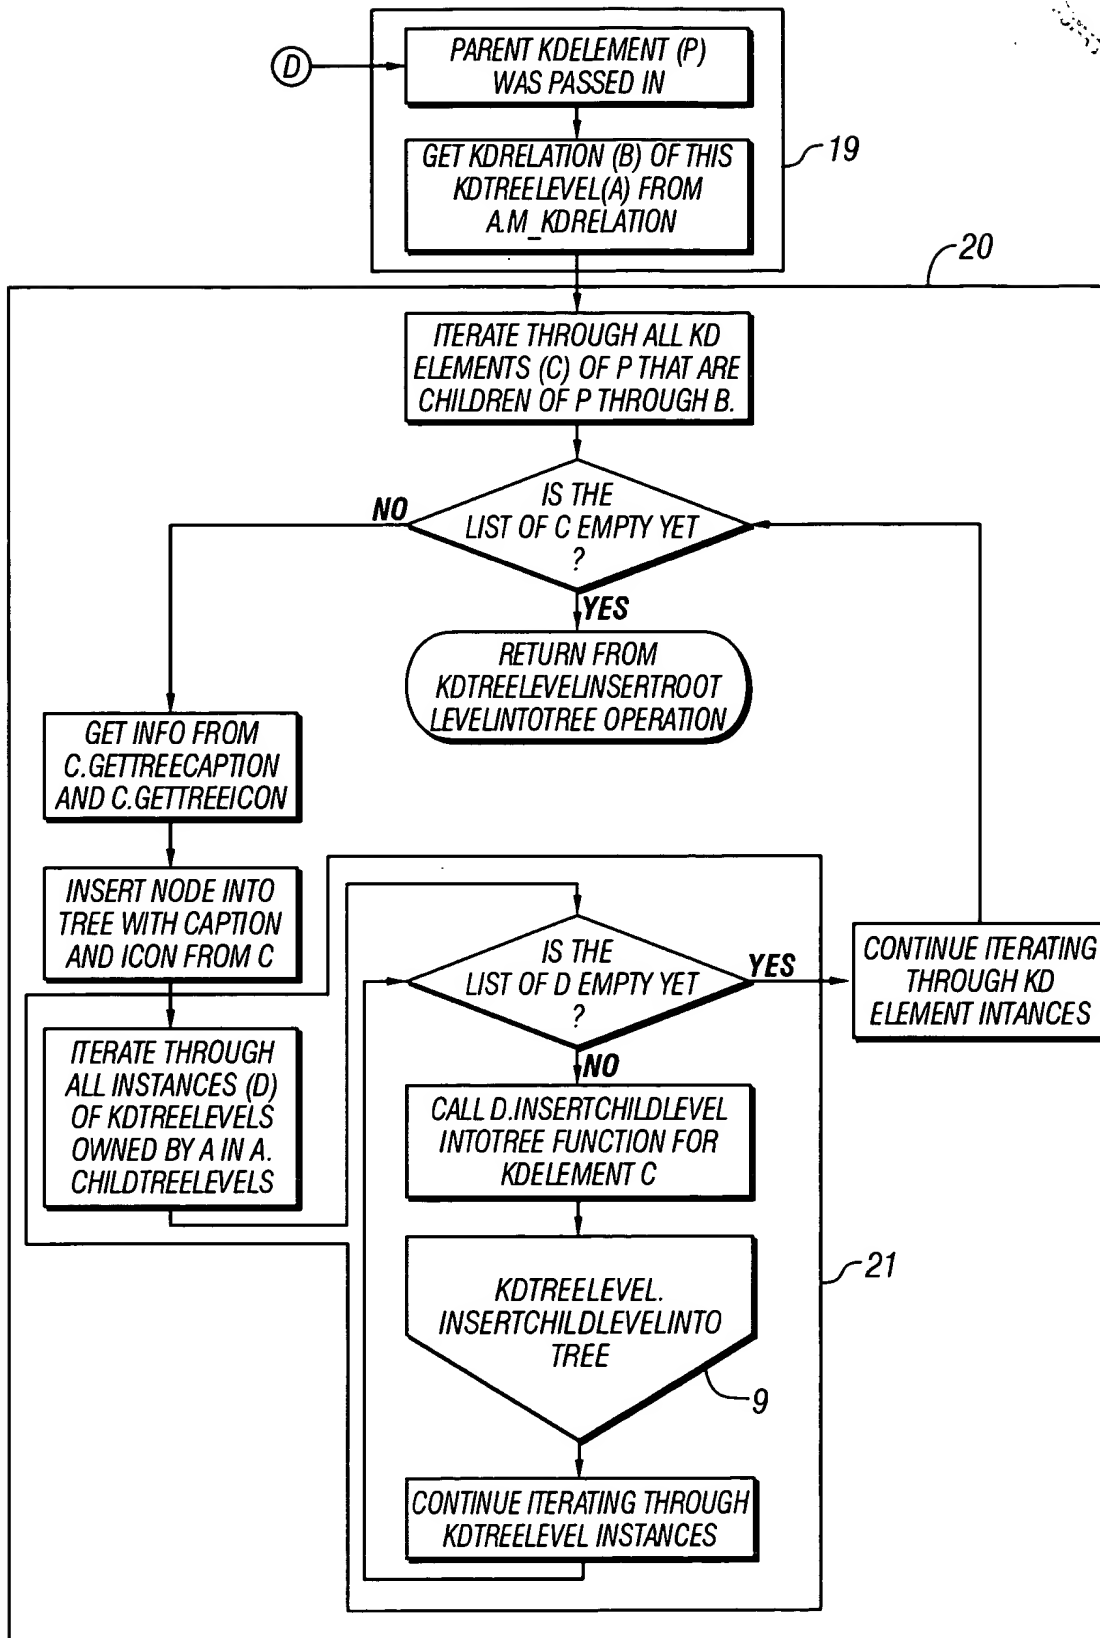 D
PARENT KDELEMENT (P)
WAS PASSED IN
GET KDRELATION (B) OF THIS
KDTREELEVEL(A) FROM
A.M_KDRELATION
19
20
ITERATE THROUGH ALL KD
ELEMENTS (C) OF P THAT ARE
CHILDREN OF P THROUGH B.
IS THE
LIST OF C EMPTY YET
?
NO
YES
RETURN FROM
KDTREELEVEL.INSERTROOT
LEVELINTOTREE OPERATION
GET INFO FROM
C.GETTREECAPTION
AND C.GETTREEICON
INSERT NODE INTO
TREE WITH CAPTION
AND ICON FROM C
ITERATE THROUGH
ALL INSTANCES (D)
OF KDTREELEVELS
OWNED BY A IN A.
CHILDTREELEVELS
IS THE
LIST OF D EMPTY YET
?
YES
NO
CONTINUE ITERATING
THROUGH KD
ELEMENT INTANCES
CALL D.INSERTCHILDLEVEL
INTOTREE FUNCTION FOR
KDELEMENT C
KDTREELEVEL.
INSERTCHILDLEVELINTO
TREE
9
21
CONTINUE ITERATING THROUGH
KDTREELEVEL INSTANCES